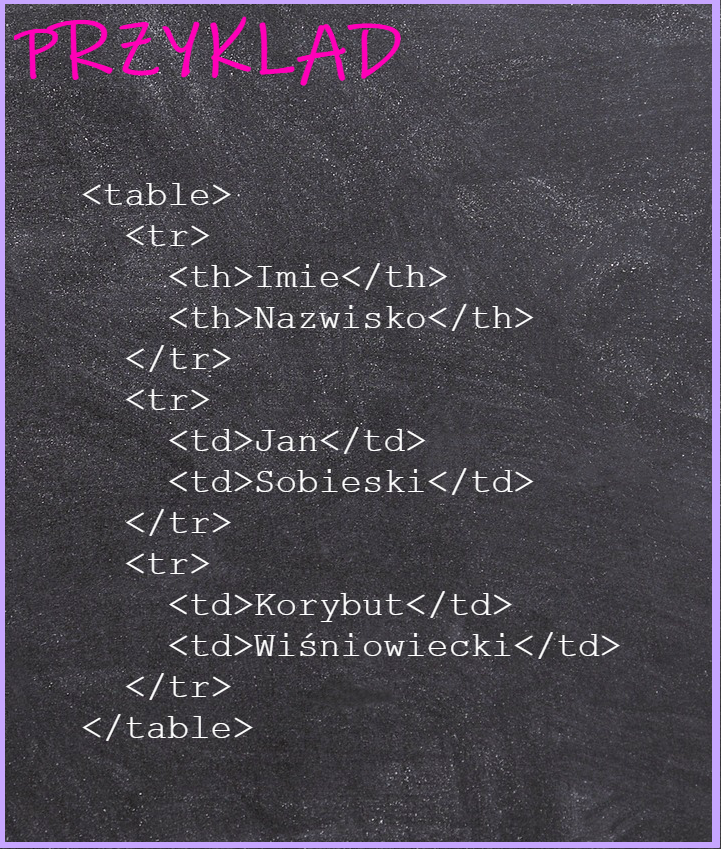 PRZYKLAD
<table>
<tr>
<th>Imie</th>
<th>Nazwisko</th>
</tr>
<tr>
<td>Jan</td>
<td>Sobieski</td>
</tr>
<tr>
<td>Korybut</td>
<td>Wiśniowiecki</td>
</tr>
</table>